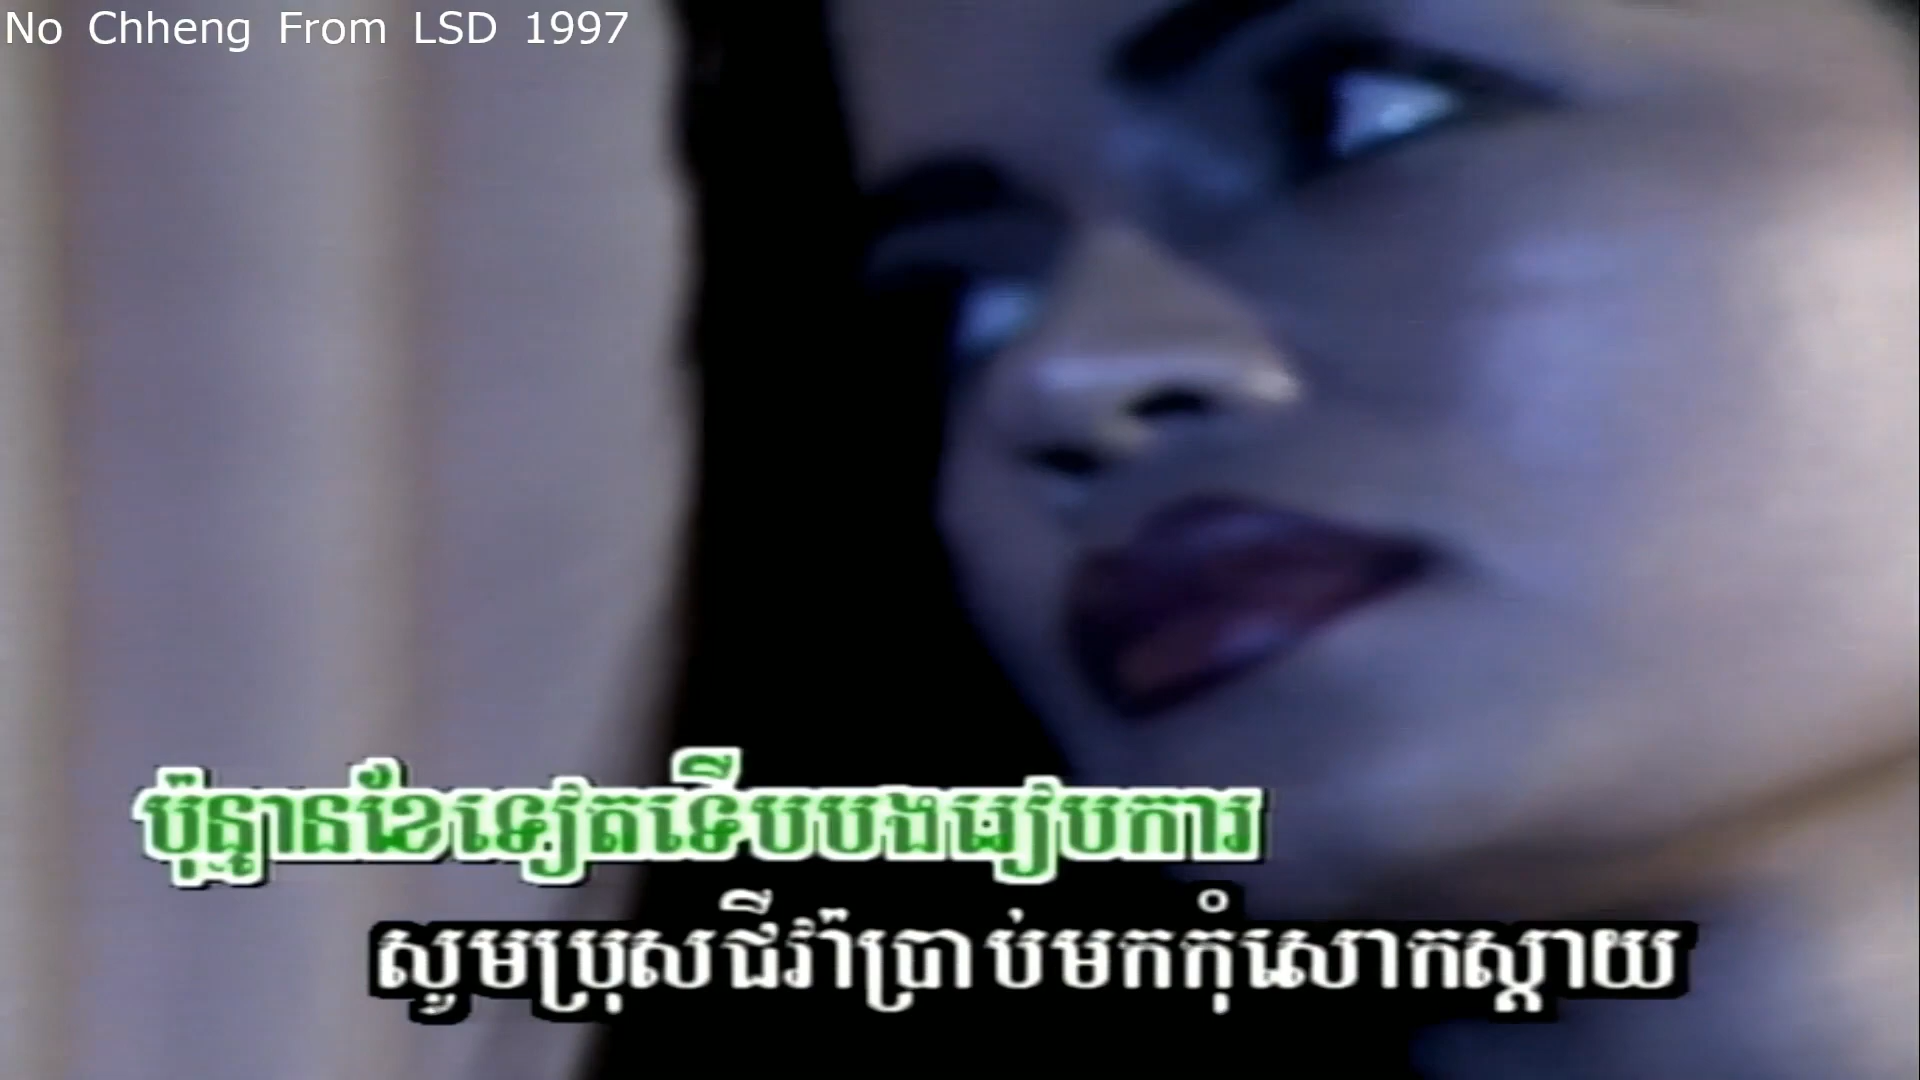 No Chheng From LSD 1997
ប៉ុន្មានខែទៀតទើបបងរៀបការ
សូមប្រុសជីវ៉ាប្រាប់មកកុំសោកស្ដាយ